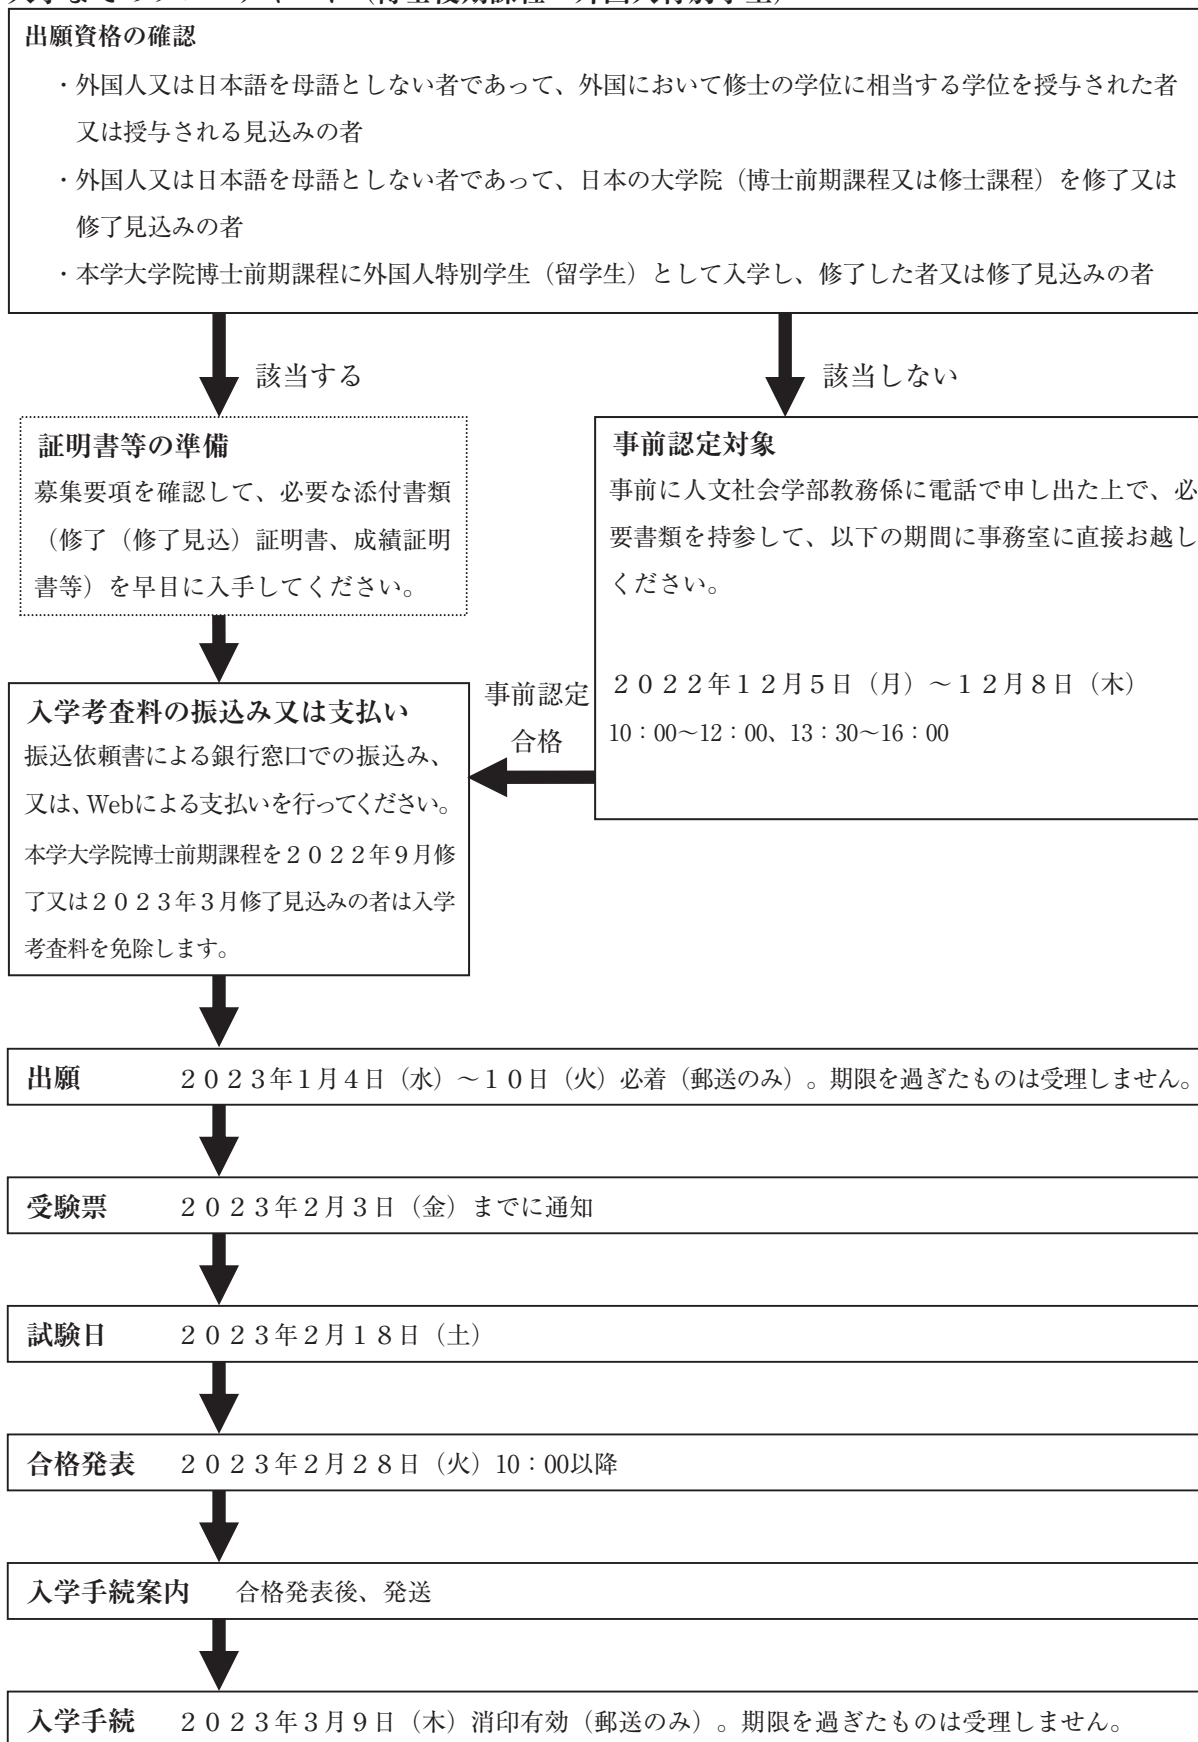 出願資格の確認
・外国人又は日本語を母語としない者であって、外国において修士の学位に相当する学位を授与された者
又は授与される見込みの者
・外国人又は日本語を母語としない者であって、日本の大学院（博士前期課程又は修士課程）を修了又は
修了見込みの者
・本学大学院博士前期課程に外国人特別学生（留学生）として入学し、修了した者又は修了見込みの者
該当する
該当しない
証明書等の準備
募集要項を確認して、必要な添付書類
（修了（修了見込）証明書、成績証明
書等）を早目に入手してください。
事前認定対象
事前に人文社会学部教務係に電話で申し出た上で、必
要書類を持参して、以下の期間に事務室に直接お越し
ください。
２０２２年１２月５日（月）～１２月８日（木）
10：00～12：00、13：30～16：00
事前認定
合格
入学考査料の振込み又は支払い
振込依頼書による銀行窓口での振込み、
又は、Webによる支払いを行ってください。
本学大学院博士前期課程を２０２２年９月修
了又は２０２３年３月修了見込みの者は入学
考査料を免除します。
出願　２０２３年１月４日（水）～１０日（火）必着（郵送のみ）。期限を過ぎたものは受理しません。
受験票　２０２３年２月３日（金）までに通知
試験日　２０２３年２月１８日（土）
合格発表　２０２３年２月２８日（火）10：00以降
入学手続案内　合格発表後、発送
入学手続　２０２３年３月９日（木）消印有効（郵送のみ）。期限を過ぎたものは受理しません。